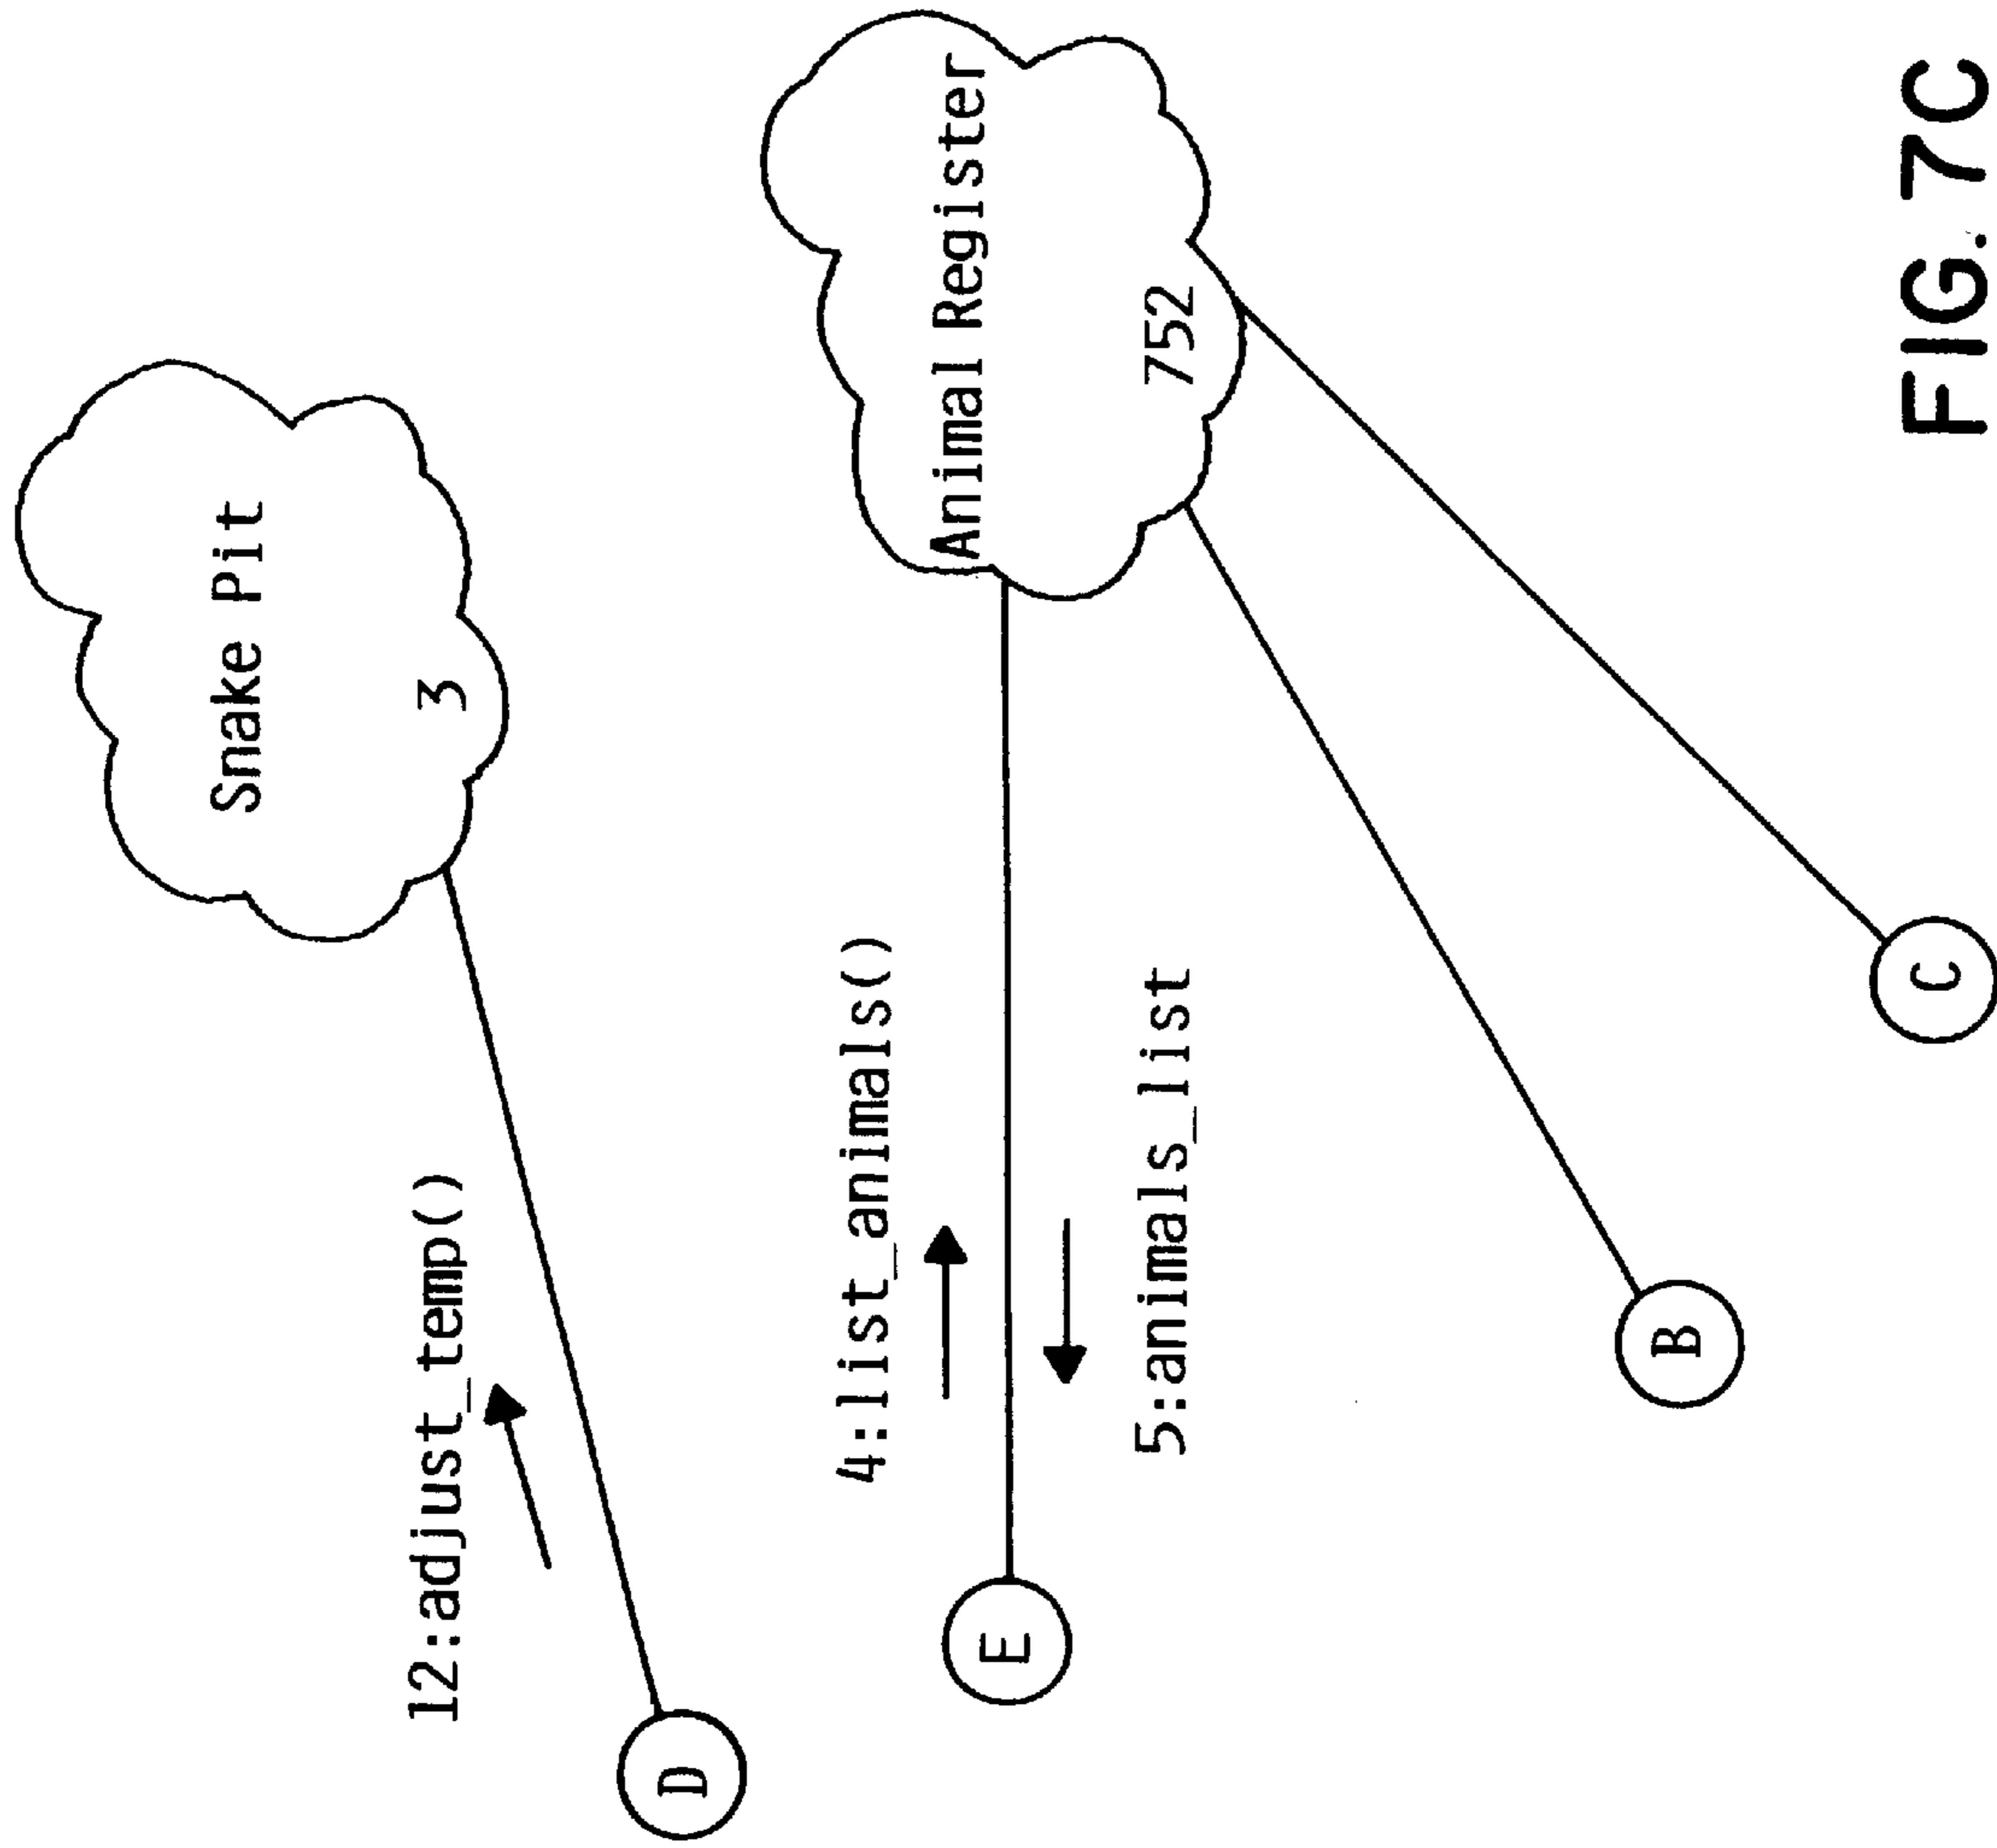 Snake Pit
3
12:adjust_temp()
D
4:list_animals()
Animal Register
E
5:animals_list
752
B
C
FIG. 7C